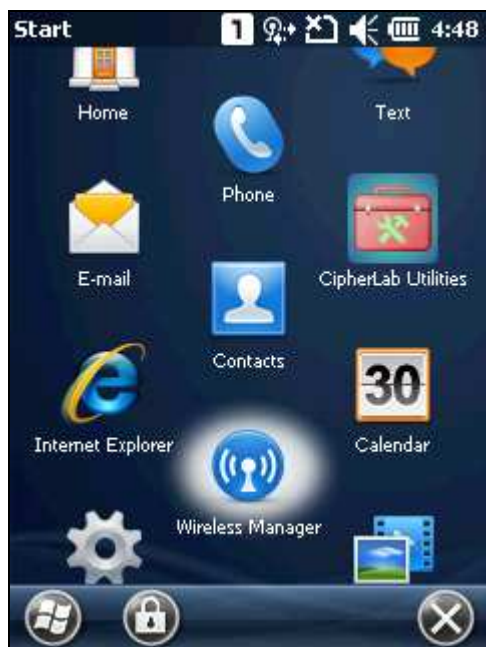 Start 1 4:48
Home
Text
Phone
E-mail
CipherLab Utilities
Contacts
30
Internet Explorer
Calendar
Wireless Manager